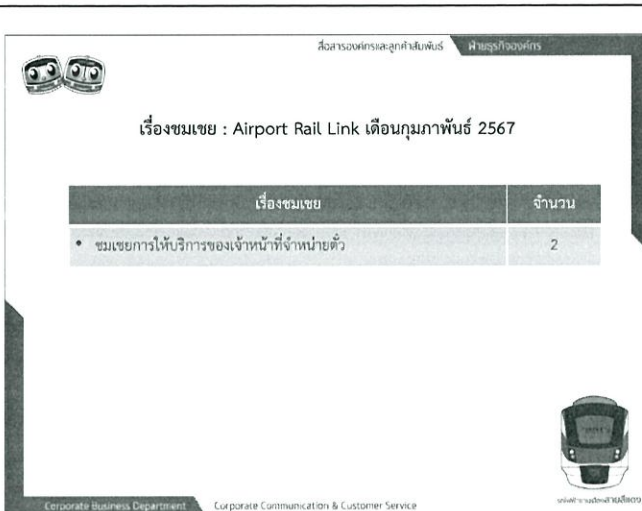 สื่อสารองค์กรและลูกค้าสัมพันธ์ ฝ่ายธุรกิจองค์กร
เรื่องชมเชย : Airport Rail Link เดือนกุมภาพันธ์ 2567
เรื่องชมเชย จำนวน
• ชมเชยการให้บริการของเจ้าหน้าที่จำหน่ายตั๋ว 2
Corporate Business Department Corporate Communication & Customer Service